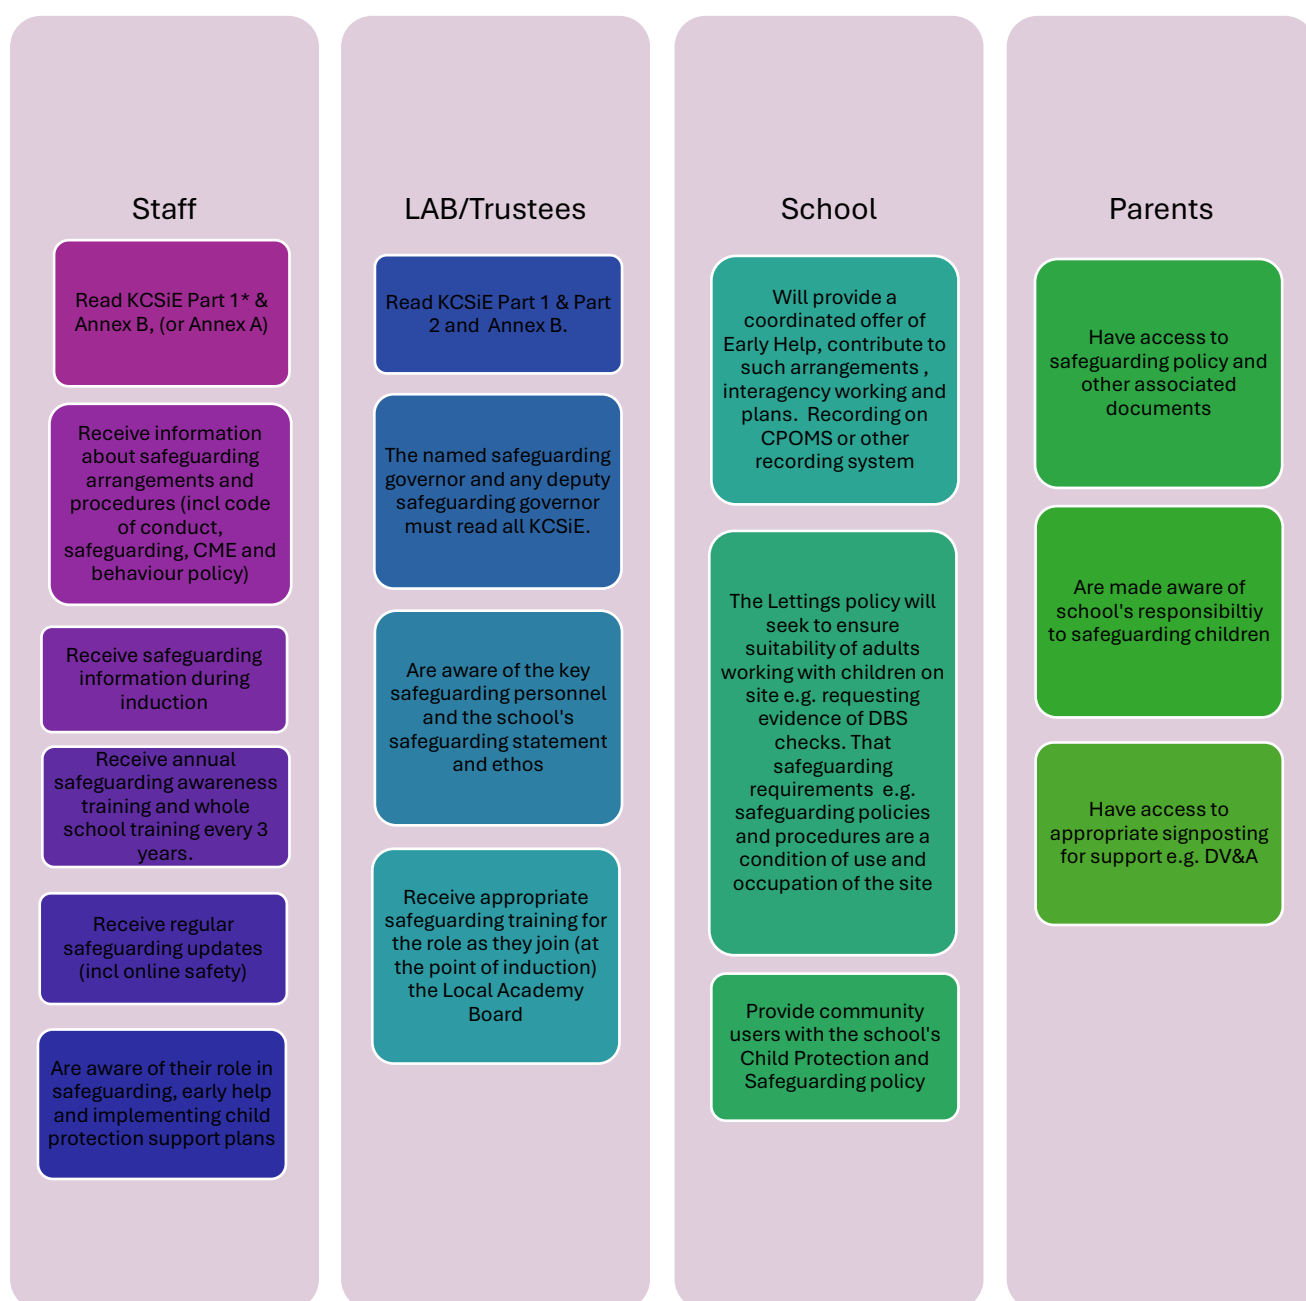 Staff
Read KCSiE Part 1* &
Annex B, (or Annex A)
Receive information
about safeguarding
arrangements and
procedures (incl code
of conduct,
safeguarding, CME and
behaviour policy)
Receive safeguarding
information during
induction
Receive annual
safeguarding awareness
training and whole
school training every 3
years.
Receive regular
safeguarding updates
(incl online safety)
Are aware of their role in
safeguarding, early help
and implementing child
protection support plans
LAB/Trustees
Read KCSiE Part 1 & Part
2 and Annex B.
The named safeguarding
governor and any deputy
safeguarding governor
must read all KCSiE.
Are aware of the key
safeguarding personnel
and the school's
safeguarding statement
and ethos
Receive appropriate
safeguarding training for
the role as they join (at
the point of induction)
the Local Academy
Board
School
Will provide a
coordinated offer of
Early Help, contribute to
such arrangements ,
interagency working and
plans. Recording on
CPOMS or other
recording system
The Lettings policy will
seek to ensure
suitability of adults
working with children on
site e.g. requesting
evidence of DBS
checks. That
safeguarding
requirements e.g.
safeguarding policies
and procedures are a
condition of use and
occupation of the site
Provide community
users with the school's
Child Protection and
Safeguarding policy
Parents
Have access to
safeguarding policy and
other associated
documents
Are made aware of
school's responsibiltiy
to safeguarding children
Have access to
appropriate signposting
for support e.g. DV&A